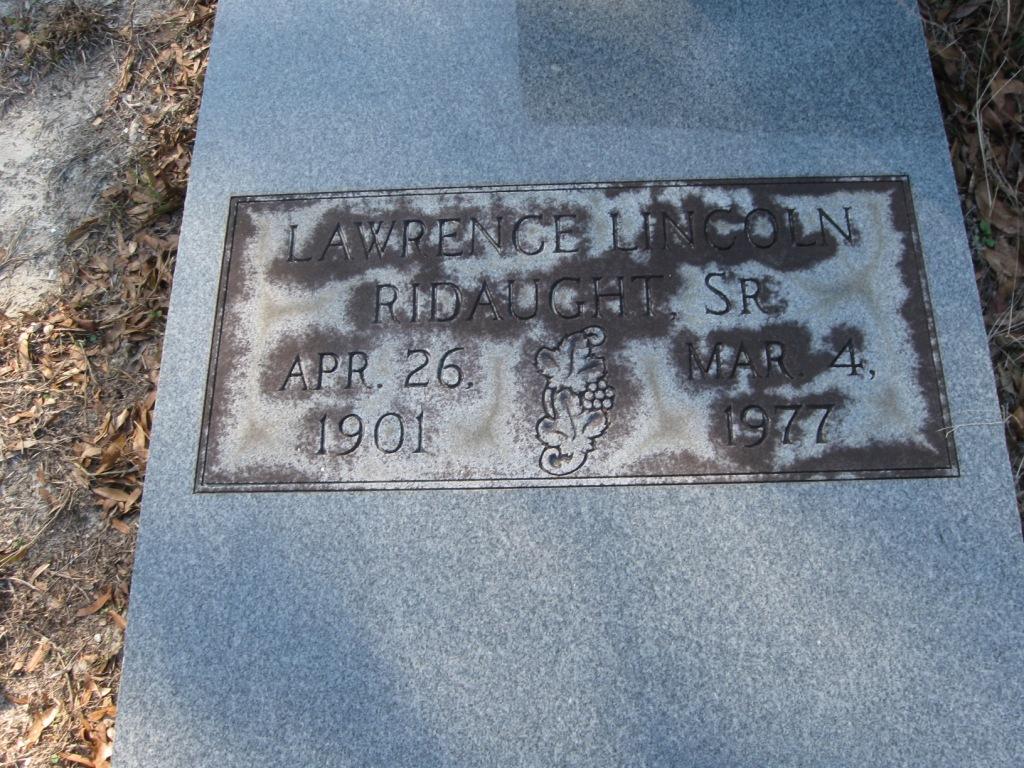 LAWRENCE LINCOLN
RIDAUGHT, SR.
APR. 26,
1901
MAR. 4,
1977